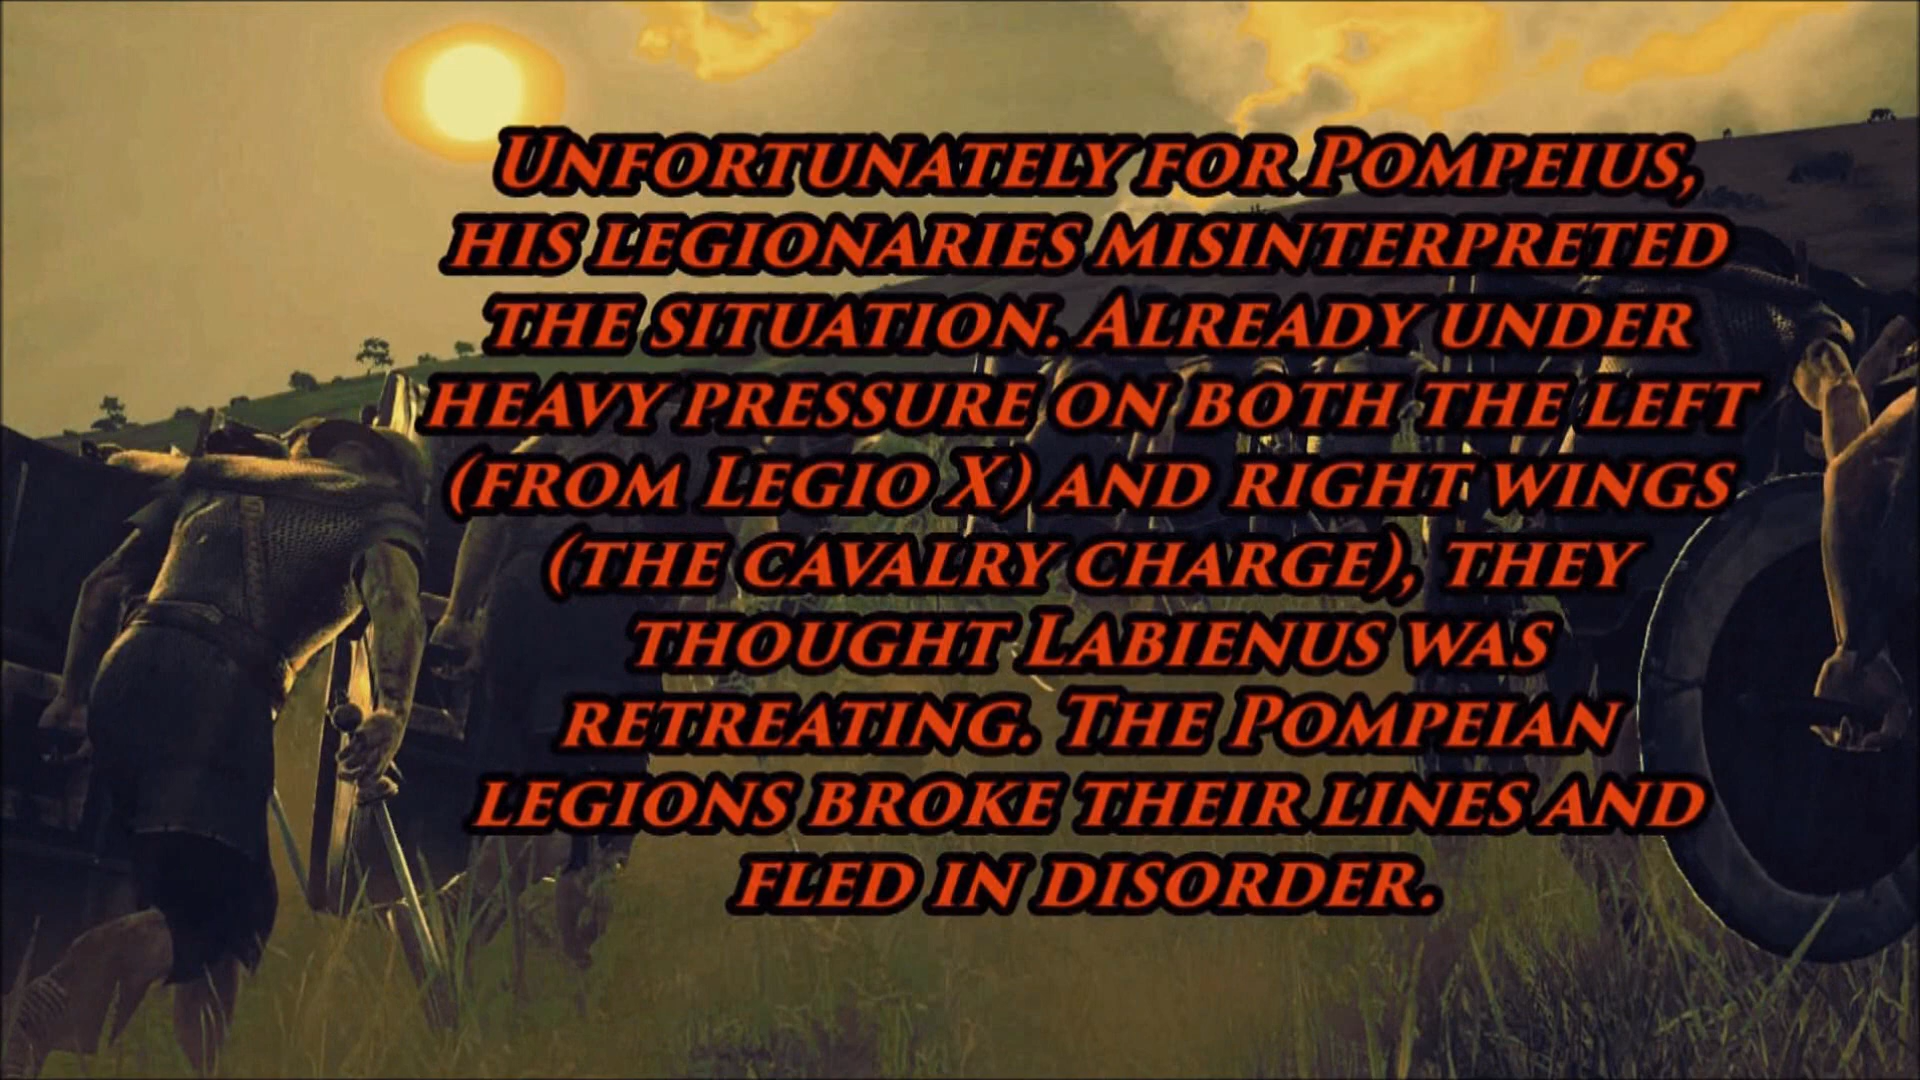 Unfortunately for Pompeius,
his legionaries misinterpreted
the situation. Already under
heavy pressure on both the left
(from Legio X) and right wings
(the cavalry charge), they
thought Labienus was
retreating. The Pompeian
legions broke their lines and
fled in disorder.